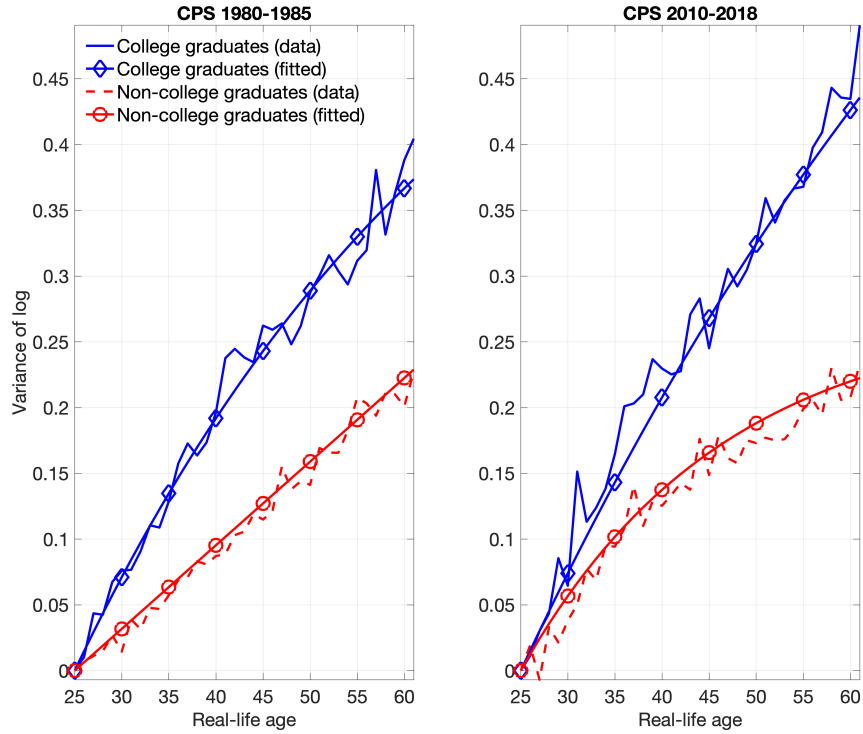 CPS 1980-1985
College graduates (data)
College graduates (fitted)
Non-college graduates (data)
Non-college graduates (fitted)
Variance of log
0.45
0.4
0.35
0.3
0.25
0.2
0.15
0.1
0.05
0
25 30 35 40 45 50 55 60
Real-life age
CPS 2010-2018
0.45
0.4
0.35
0.3
0.25
0.2
0.15
0.1
0.05
0
25 30 35 40 45 50 55 60
Real-life age